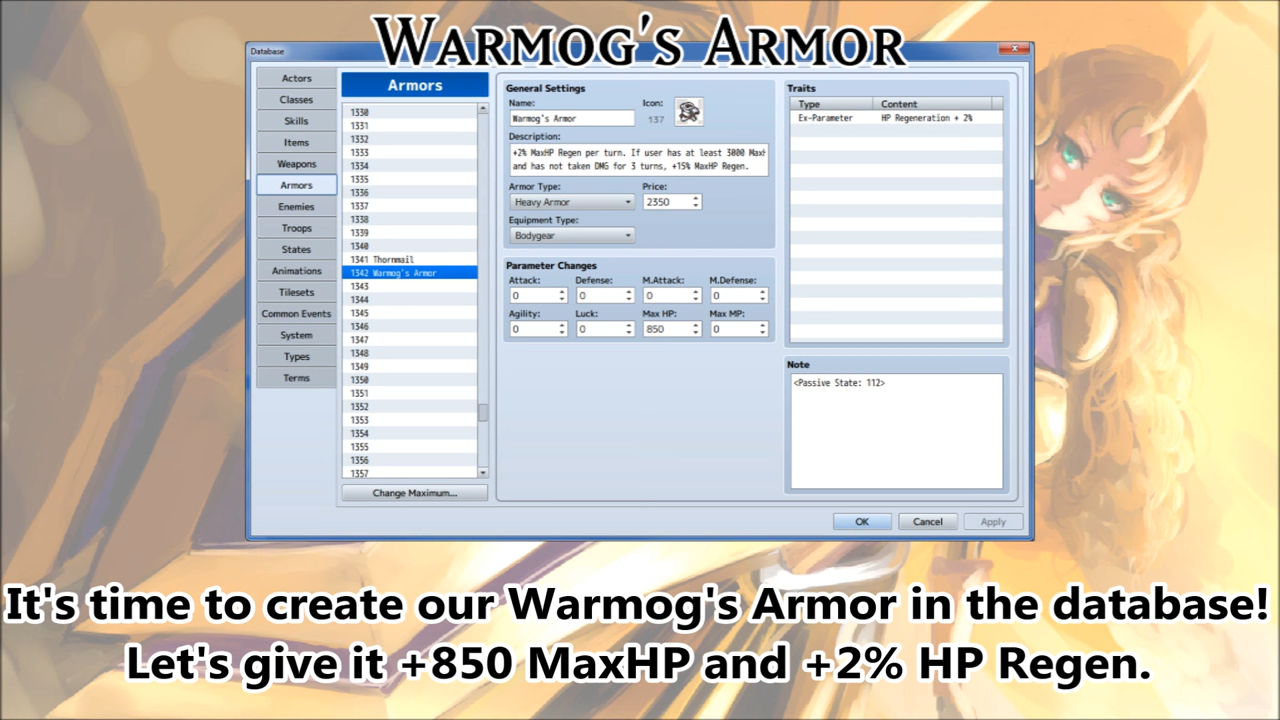 Warmog's Armor
Database
Actors
Classes
Skills
Items
Weapons
Armors
Enemies
Troops
States
Animations
Tilesets
Common Events
System
Types
Terms
Armors
1330
1331
1332
1333
1334
1335
1336
1337
1338
1339
1340
1341 Thornmail
1342 Warmog's Armor
1343
1344
1345
1346
1347
1348
1349
1350
1351
1352
1353
1354
1355
1356
1357
Change Maximum...
General Settings
Name:
Icon:
Warmog's Armor
137
Description:
+2% MaxHP Regen per turn. If user has at least 3000 MaxH
and has not taken DMG for 3 turns, +15% MaxHP Regen.
Armor Type:
Price:
Heavy Armor
2350
Equipment Type:
Bodygear
Parameter Changes
Attack: Defense: M.Attack: M.Defense:
0 0 0 0
Agility: Luck: Max HP: Max MP:
0 0 850 0
Traits
Type Content
Ex-Parameter HP Regeneration + 2%
Note
<Passive State: 112>
OK Cancel Apply
It's time to create our Warmog's Armor in the database!
Let's give it +850 MaxHP and +2% HP Regen.